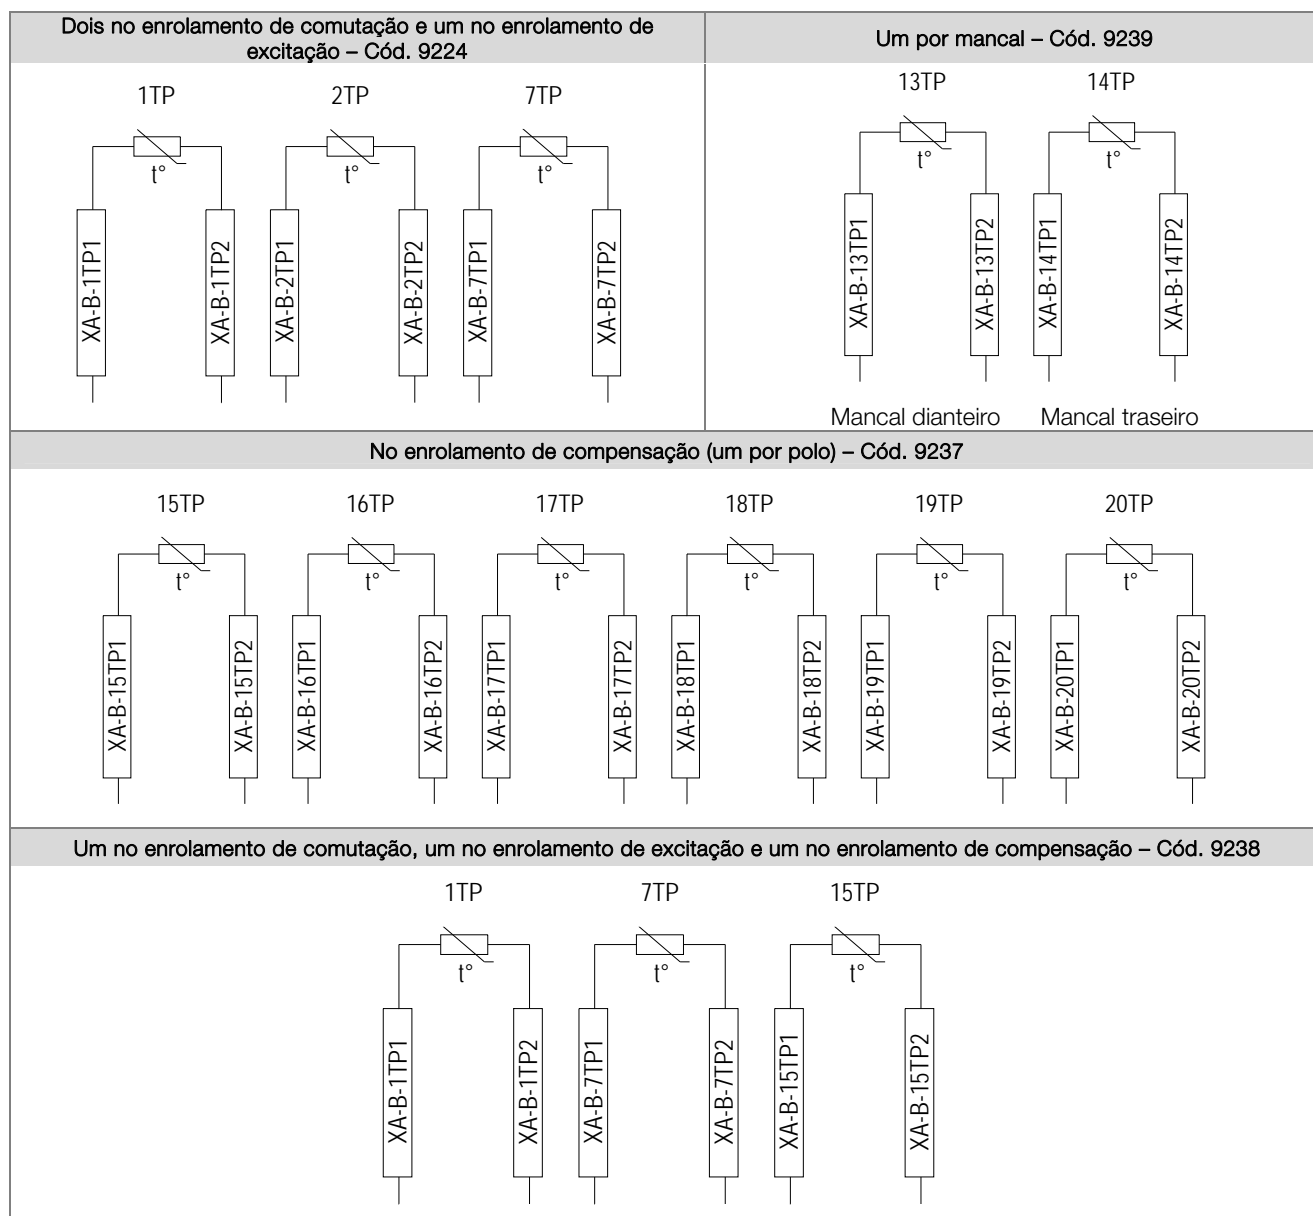 Dois no enrolamento de comutação e um no enrolamento de
excitação – Cód. 9224
1TP
2TP
7TP
t°
t°
t°
XA-B-1TP1
XA-B-1TP2
XA-B-2TP1
XA-B-2TP2
XA-B-7TP1
XA-B-7TP2
Um por mancal – Cód. 9239
13TP
14TP
t°
t°
XA-B-13TP1
XA-B-13TP2
XA-B-14TP1
XA-B-14TP2
Mancal dianteiro
Mancal traseiro
No enrolamento de compensação (um por polo) – Cód. 9237
15TP
16TP
17TP
18TP
19TP
20TP
t°
t°
t°
t°
t°
t°
XA-B-15TP1
XA-B-15TP2
XA-B-16TP1
XA-B-16TP2
XA-B-17TP1
XA-B-17TP2
XA-B-18TP1
XA-B-18TP2
XA-B-19TP1
XA-B-19TP2
XA-B-20TP1
XA-B-20TP2
Um no enrolamento de comutação, um no enrolamento de excitação e um no enrolamento de compensação – Cód. 9238
1TP
7TP
15TP
t°
t°
t°
XA-B-1TP1
XA-B-1TP2
XA-B-7TP1
XA-B-7TP2
XA-B-15TP1
XA-B-15TP2